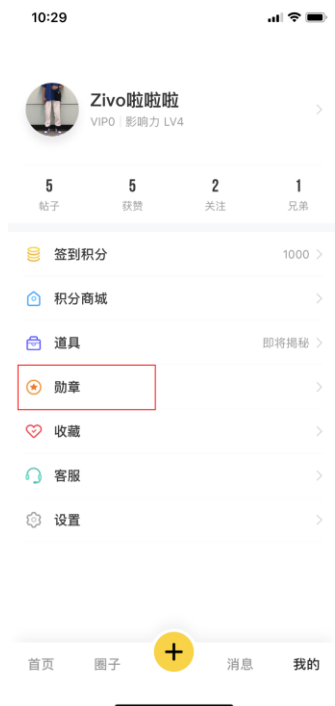 10:29
Zivo啦啦啦
VIP0 影响力 LV4
5 5 2 1
帖子 获赞 关注 兄弟
签到积分 1000
积分商城
道具 即将揭秘
勋章
收藏
客服
设置
首页 圈子 消息 我的